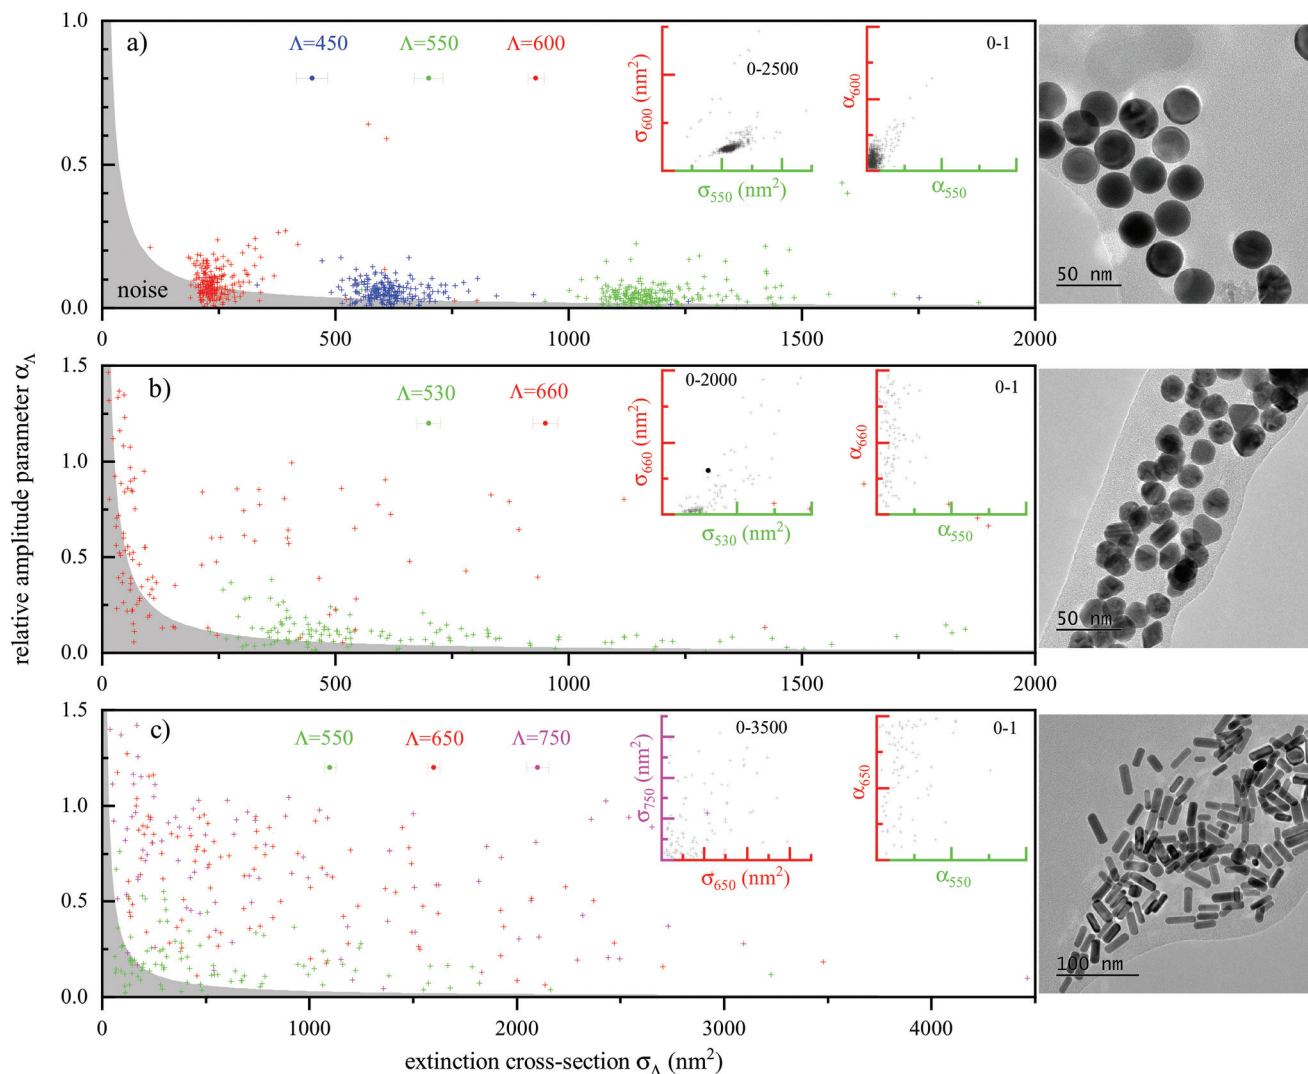 a)
Λ=450 Λ=550 Λ=600
noise
0-2500
σ600 (nm²)
σ550 (nm²)
0-1
α600
α550
1.0
0.5
0.0
0 500 1000 1500 2000
50 nm
b)
Λ=530 Λ=660
0-2000
σ660 (nm²)
σ530 (nm²)
0-1
α660
α550
1.5
1.0
0.5
0.0
0 500 1000 1500 2000
50 nm
relative amplitude parameter αΛ
c)
Λ=550 Λ=650 Λ=750
0-3500
σ750 (nm²)
σ650 (nm²)
0-1
α650
α550
1.5
1.0
0.5
0.0
0 1000 2000 3000 4000
100 nm
extinction cross-section σΛ (nm²)